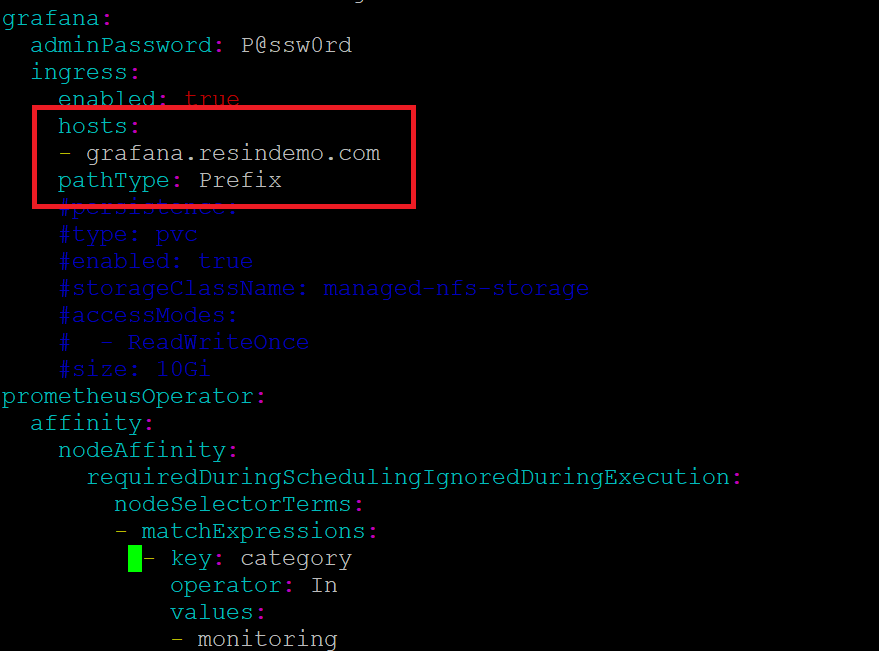 grafana:
  adminPassword: P@ssw0rd
  ingress:
    enabled: true
    hosts:
    - grafana.resindemo.com
    pathType: Prefix
    #persistence:
    #type: pvc
    #enabled: true
    #storageClassName: managed-nfs-storage
    #accessModes:
    #  - ReadWriteOnce
    #size: 10Gi
prometheusOperator:
  affinity:
    nodeAffinity:
      requiredDuringSchedulingIgnoredDuringExecution:
        nodeSelectorTerms:
        - matchExpressions:
          - key: category
            operator: In
            values:
            - monitoring